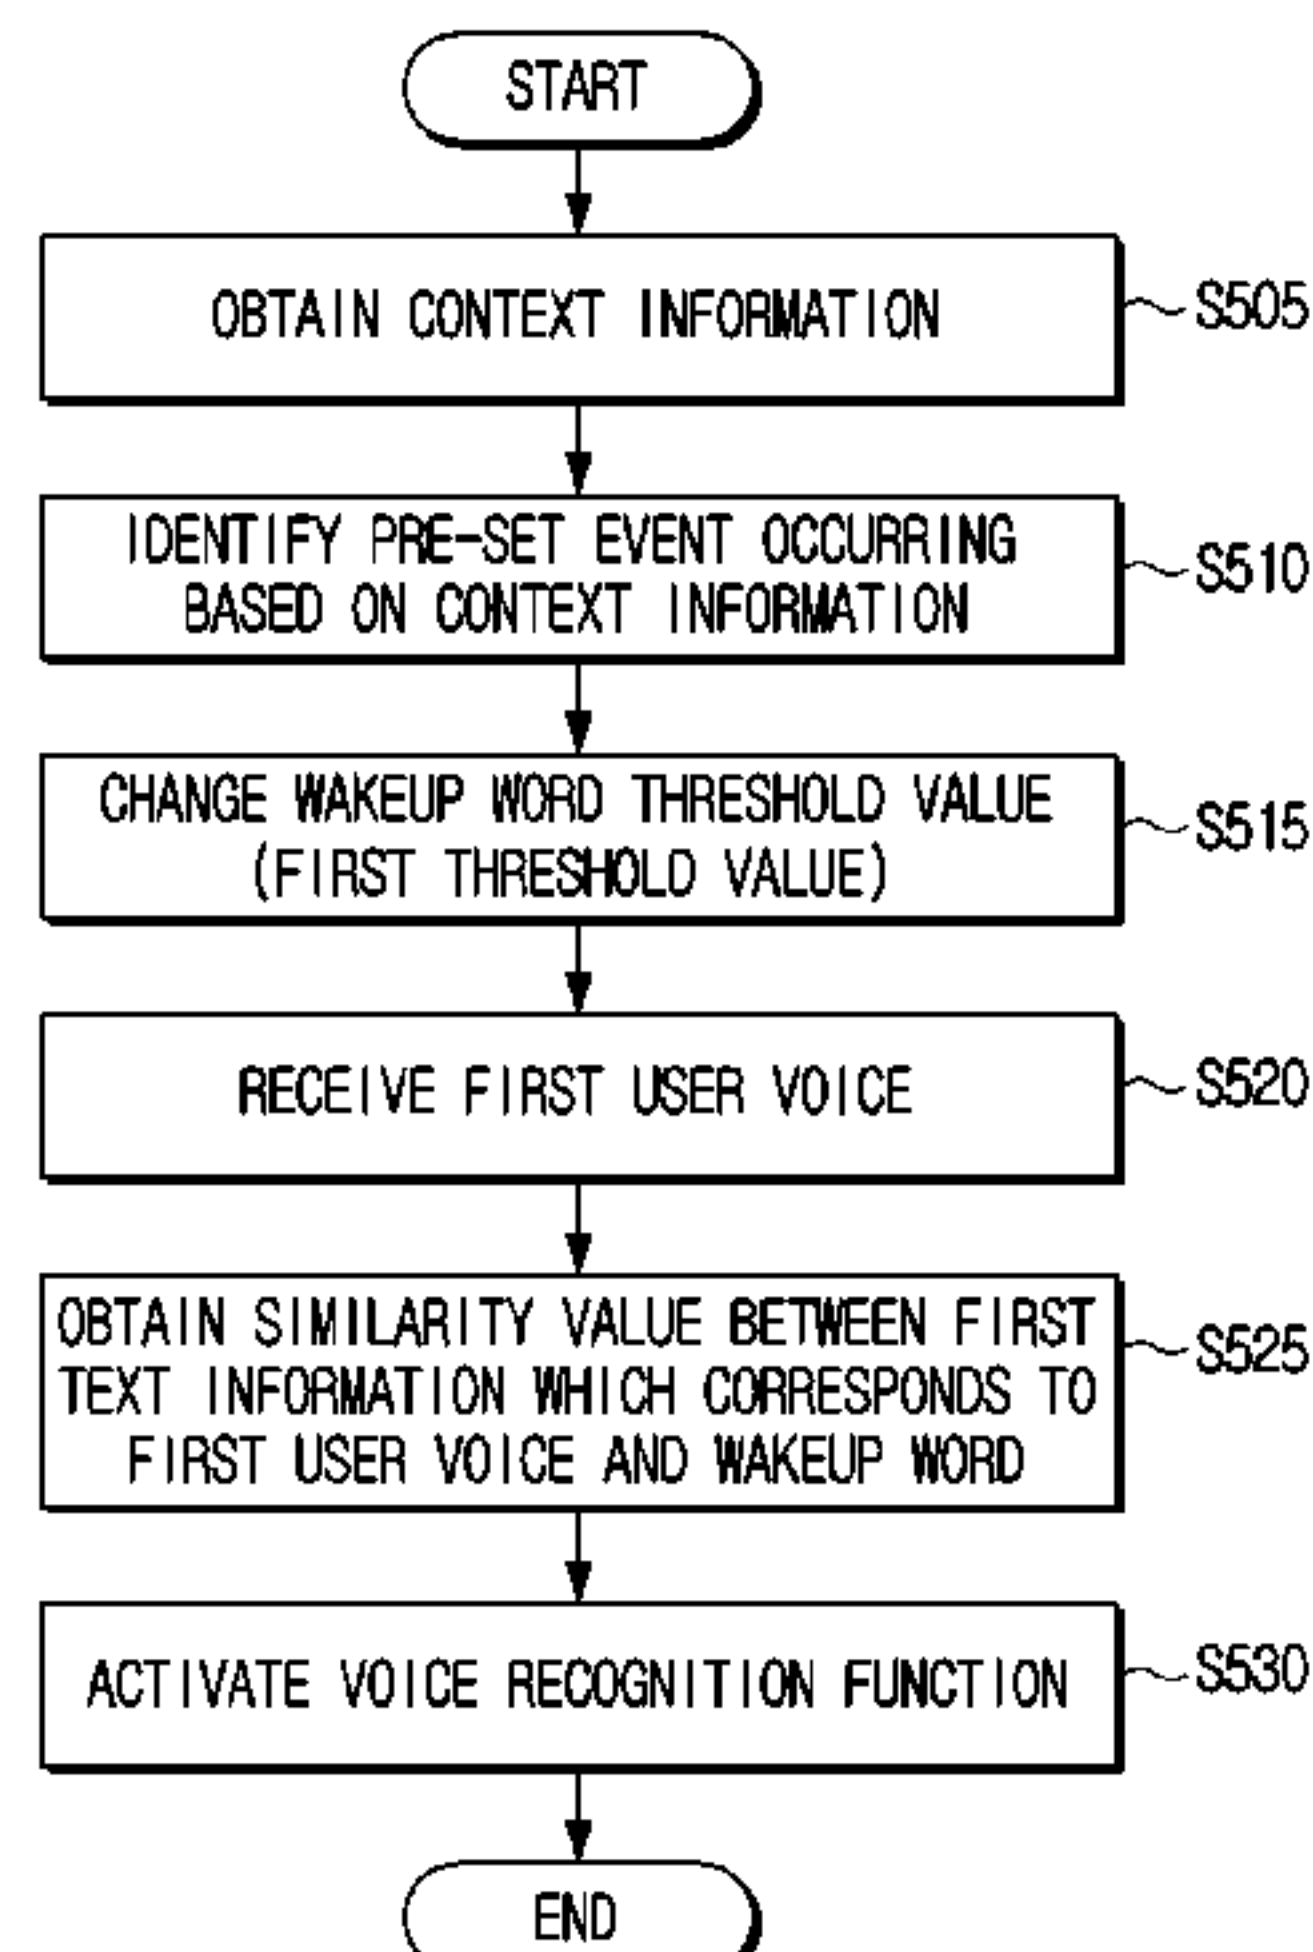 START
OBTAIN CONTEXT INFORMATION
S505
IDENTIFY PRE-SET EVENT OCCURRING
BASED ON CONTEXT INFORMATION
S510
CHANGE WAKEUP WORD THRESHOLD VALUE
(FIRST THRESHOLD VALUE)
S515
RECEIVE FIRST USER VOICE
S520
OBTAIN SIMILARITY VALUE BETWEEN FIRST
TEXT INFORMATION WHICH CORRESPONDS TO
FIRST USER VOICE AND WAKEUP WORD
S525
ACTIVATE VOICE RECOGNITION FUNCTION
S530
END